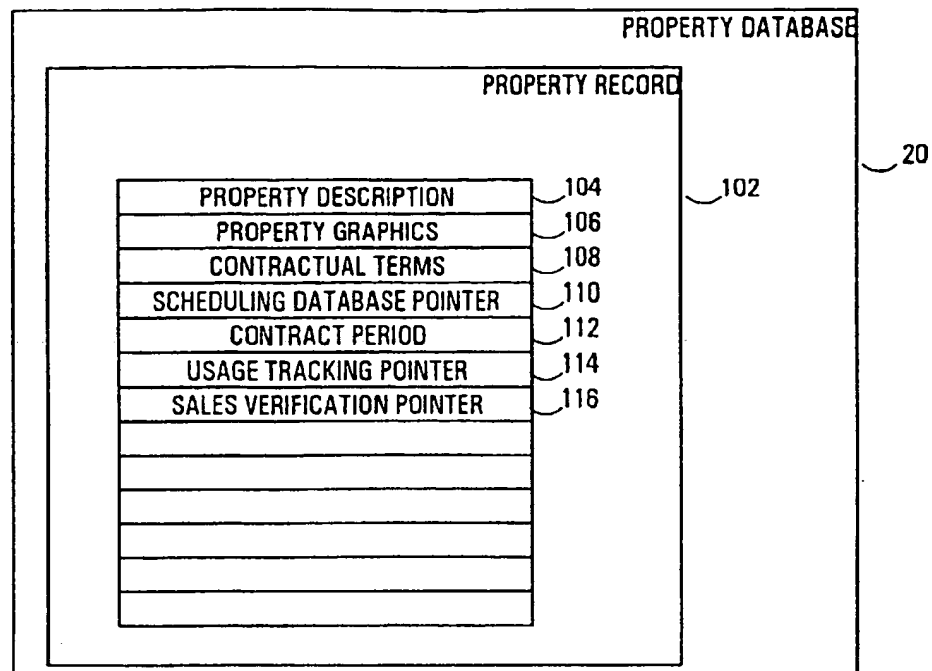 PROPERTY DATABASE
PROPERTY RECORD
20
PROPERTY DESCRIPTION 104 102
PROPERTY GRAPHICS 106
CONTRACTUAL TERMS 108
SCHEDULING DATABASE POINTER 110
CONTRACT PERIOD 112
USAGE TRACKING POINTER 114
SALES VERIFICATION POINTER 116